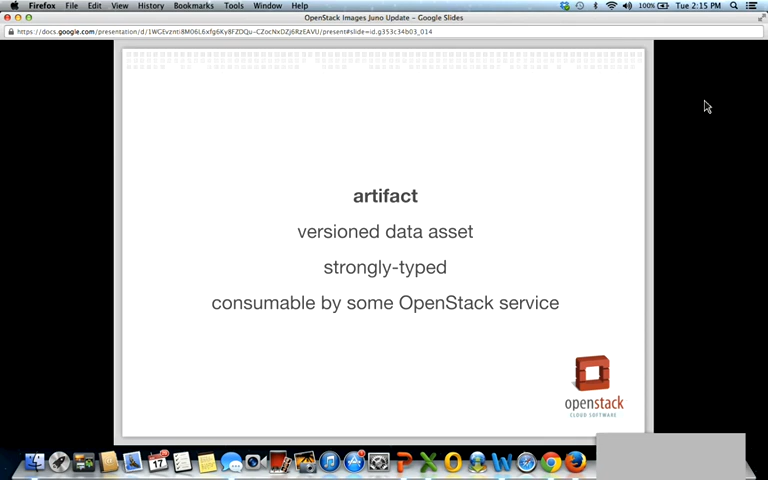 Firefox File Edit View History Bookmarks Tools Window Help 100% Tue 2:15 PM
OpenStack Images Juno Update – Google Slides
artifact
versioned data asset
strongly-typed
consumable by some OpenStack service
openstack
CLOUD SOFTWARE
17